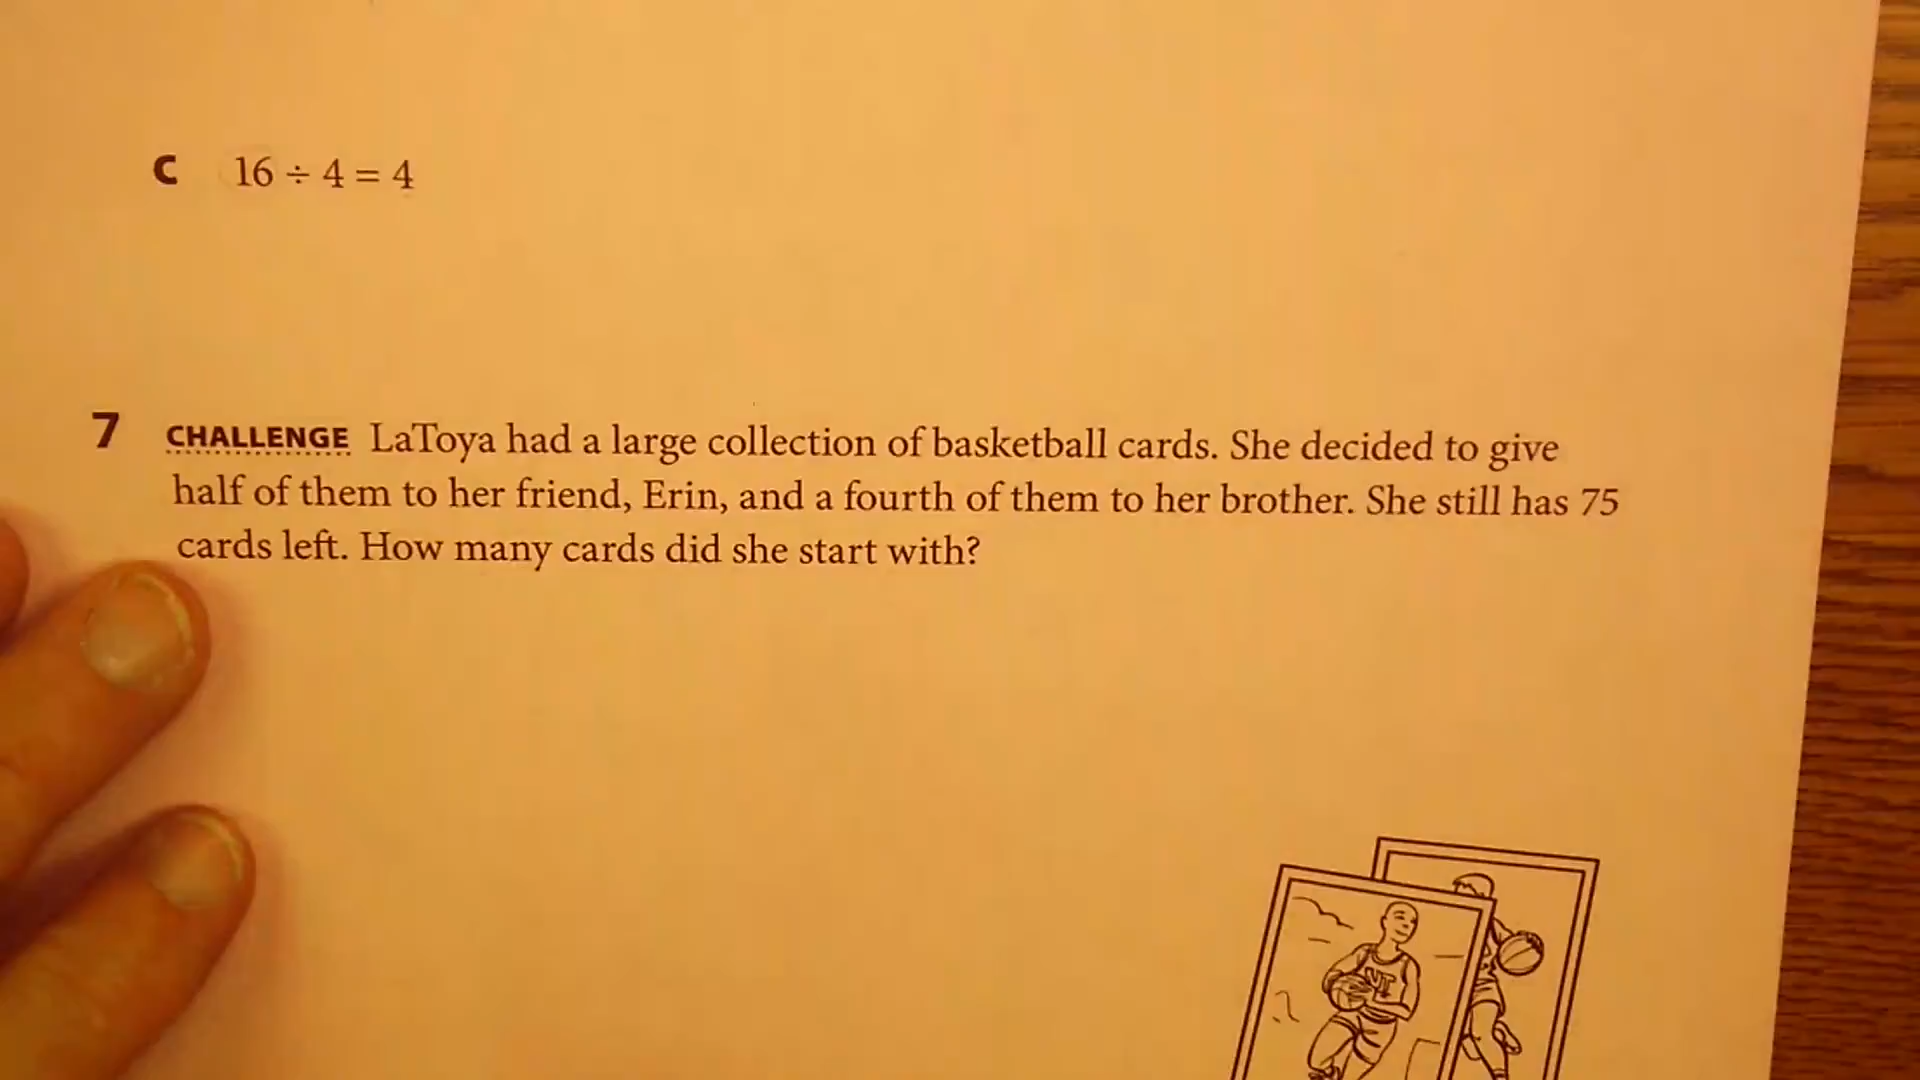 C 16 ÷ 4 = 4
7 CHALLENGE LaToya had a large collection of basketball cards. She decided to give
half of them to her friend, Erin, and a fourth of them to her brother. She still has 75
cards left. How many cards did she start with?
NT